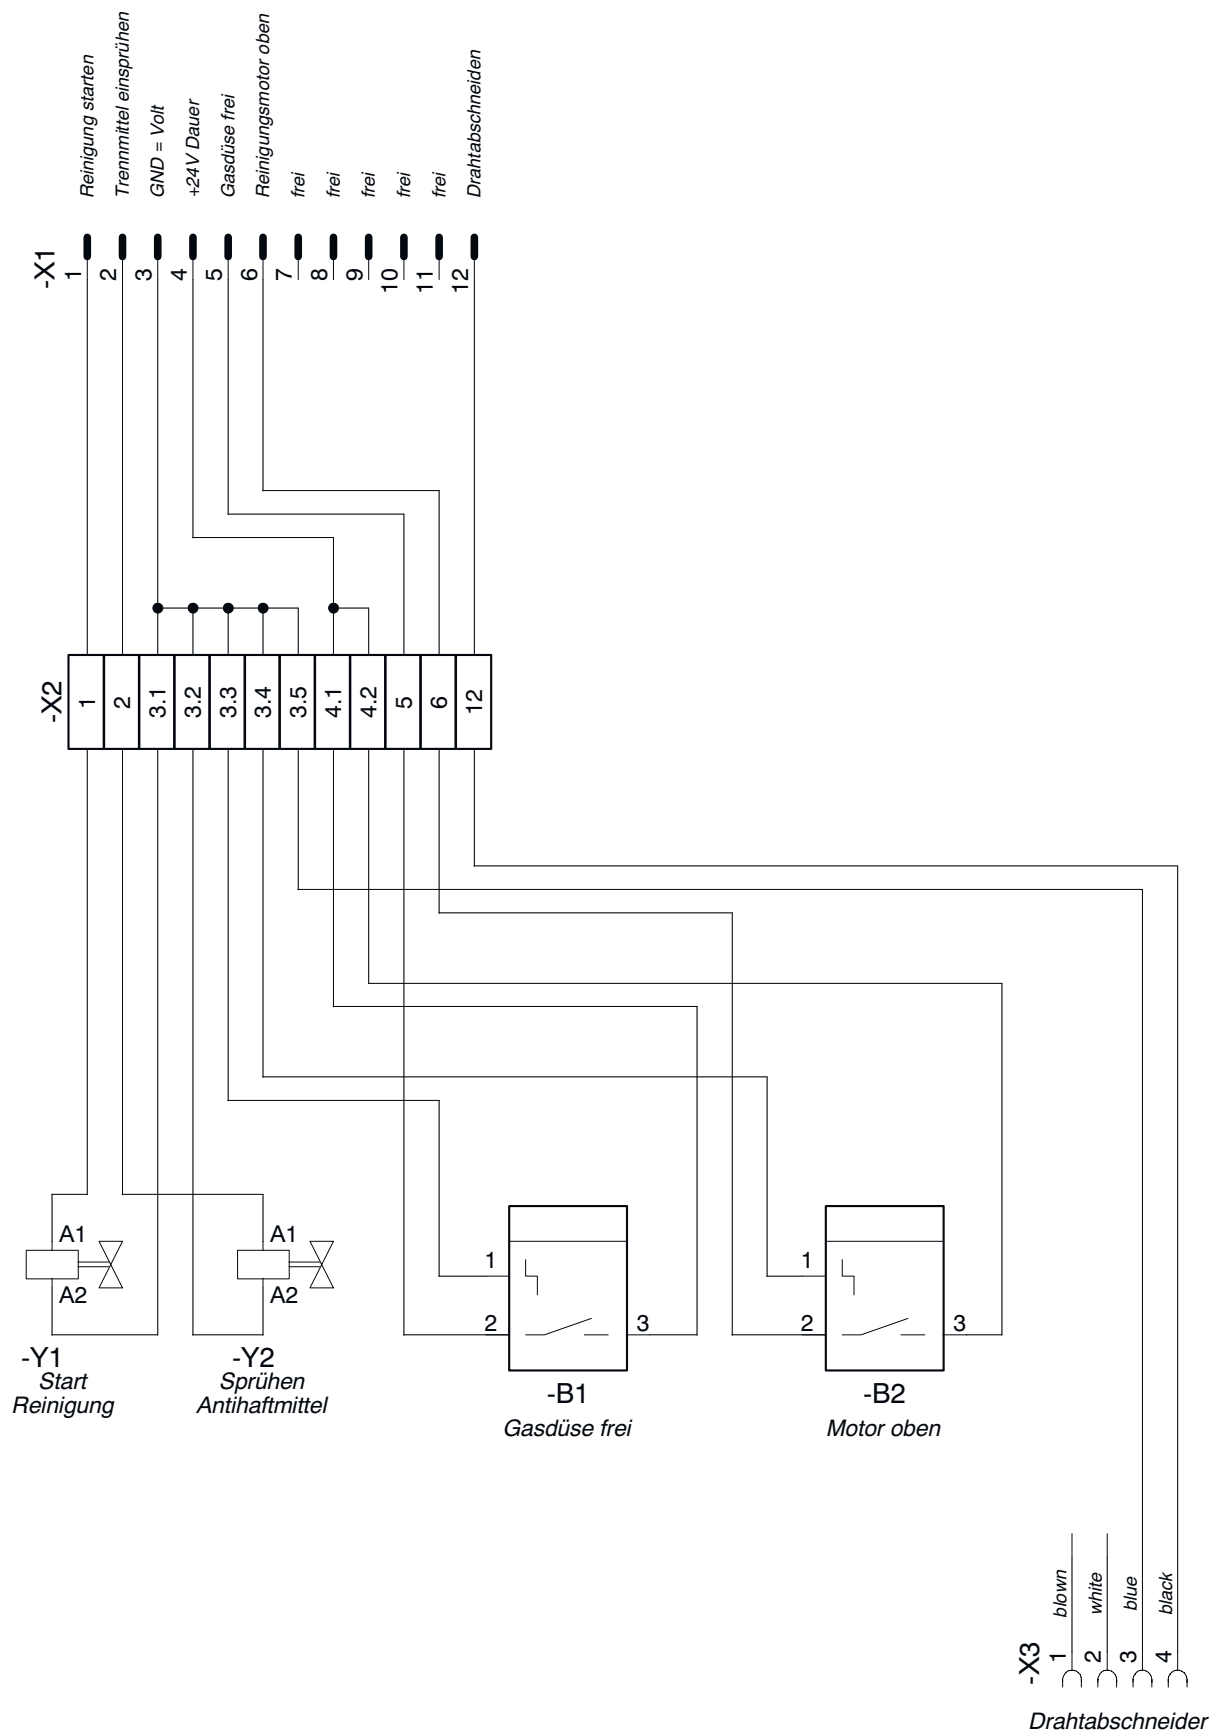 Reinigung starten
Trennmittel einsprühen
GND = Volt
+24V Dauer
Gasdüse frei
Reinigungsmotor oben
frei
frei
frei
frei
frei
Drahtabschneiden
-X1
1
2
3
4
5
6
7
8
9
10
11
12
-X2
1
2
3.1
3.2
3.3
3.4
3.5
4.1
4.2
5
6
12
A1
A2
-Y1
Start
Reinigung
A1
A2
-Y2
Sprühen
Antihaftmittel
1
2
3
-B1
Gasdüse frei
1
2
3
-B2
Motor oben
blown
white
blue
black
-X3
1
2
3
4
Drahtabschneider